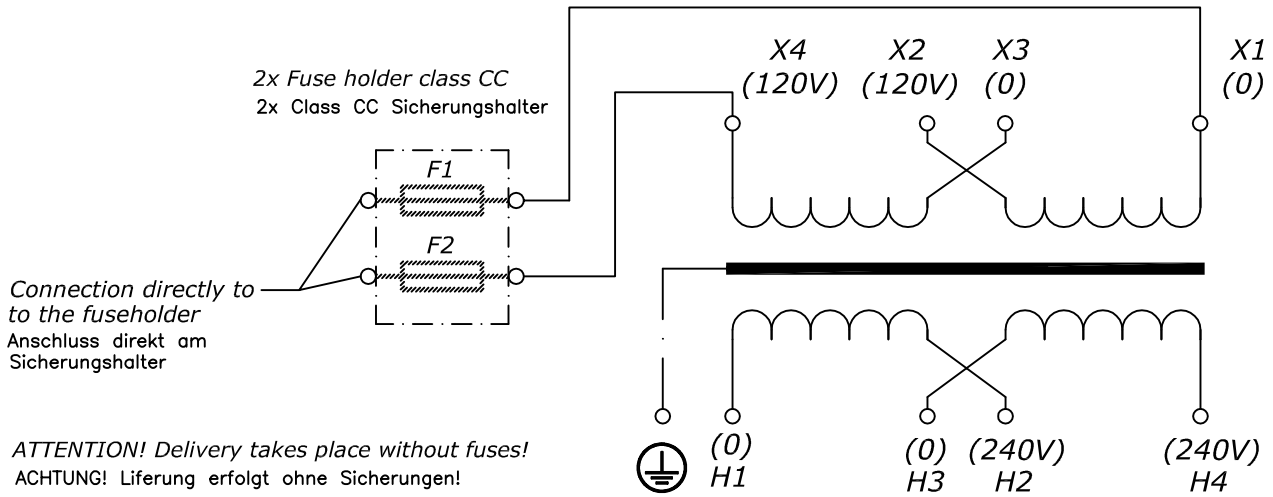 2x Fuse holder class CC
2x Class CC Sicherungshalter
X4 X2 X3 X1
(120V) (120V) (0) (0)
F1
F2
Connection directly to
to the fuseholder
Anschluss direkt am
Sicherungshalter
ATTENTION! Delivery takes place without fuses!
ACHTUNG! Liferung erfolgt ohne Sicherungen!
(0) (0) (240V) (240V)
H1 H3 H2 H4